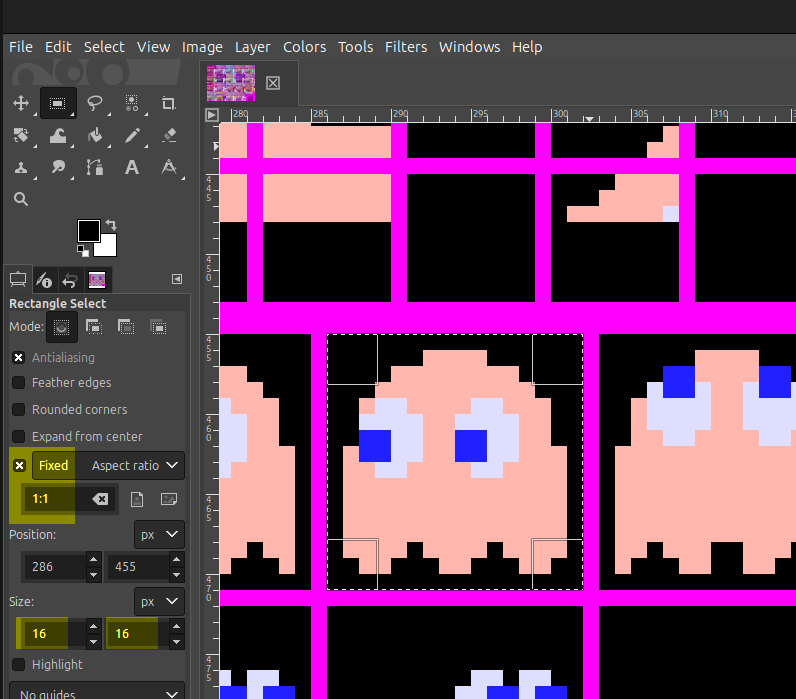 File Edit Select View Image Layer Colors Tools Filters Windows Help
280 285 290 295 300 305 310
445
450
455
460
465
470
475
Rectangle Select
Mode:
Antialiasing
Feather edges
Rounded corners
Expand from center
Fixed Aspect ratio
1:1
Position: px
286 455
Size: px
16 16
Highlight
No guides